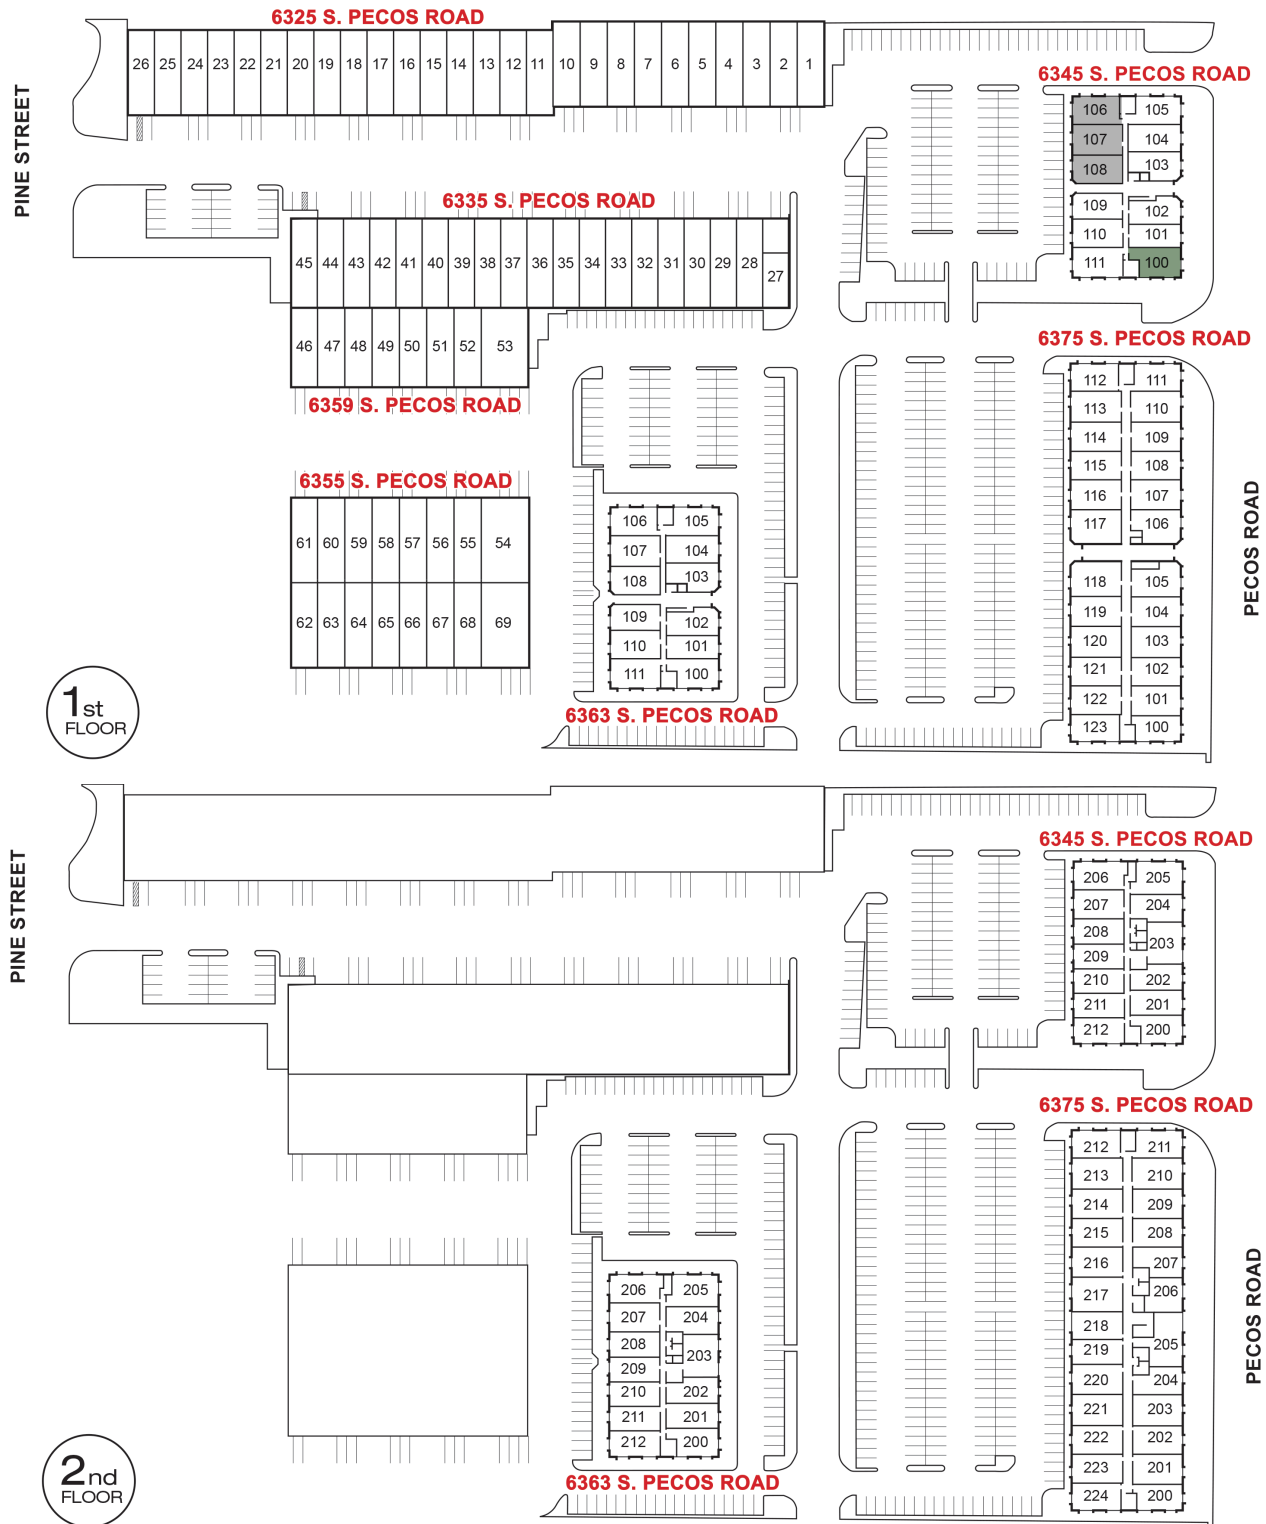 6325 S. PECOS ROAD
26 25 24 23 22 21 20 19 18 17 16 15 14 13 12 11 10 9 8 7 6 5 4 3 2 1
PINE STREET
6345 S. PECOS ROAD
106 105
107 104
108 103
109 102
110 101
111 100
6335 S. PECOS ROAD
45 44 43 42 41 40 39 38 37 36 35 34 33 32 31 30 29 28 27
46 47 48 49 50 51 52 53
6359 S. PECOS ROAD
6375 S. PECOS ROAD
112 111
113 110
114 109
115 108
116 107
117 106
118 105
119 104
120 103
121 102
122 101
123 100
PECOS ROAD
6355 S. PECOS ROAD
61 60 59 58 57 56 55 54
62 63 64 65 66 67 68 69
106 105
107 104
108 103
109 102
110 101
111 100
6363 S. PECOS ROAD
1st
FLOOR
PINE STREET
6345 S. PECOS ROAD
206 205
207 204
208 203
209
210 202
211 201
212 200
6375 S. PECOS ROAD
212 211
213 210
214 209
215 208
216 207
217 206
218 205
219
220 204
221 203
222 202
223 201
224 200
PECOS ROAD
206 205
207 204
208 203
209
210 202
211 201
212 200
6363 S. PECOS ROAD
2nd
FLOOR